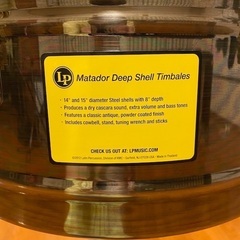 LP Matador Deep Shell Timbales
· 14" and 15" diameter Steel shells with 8" depth
· Produces a dry cascara sound, extra volume and bass tones
· Features a classic antique, powder coated finish
· Includes cowbell, stand, tuning wrench and sticks
CHECK US OUT AT: LPMUSIC.COM